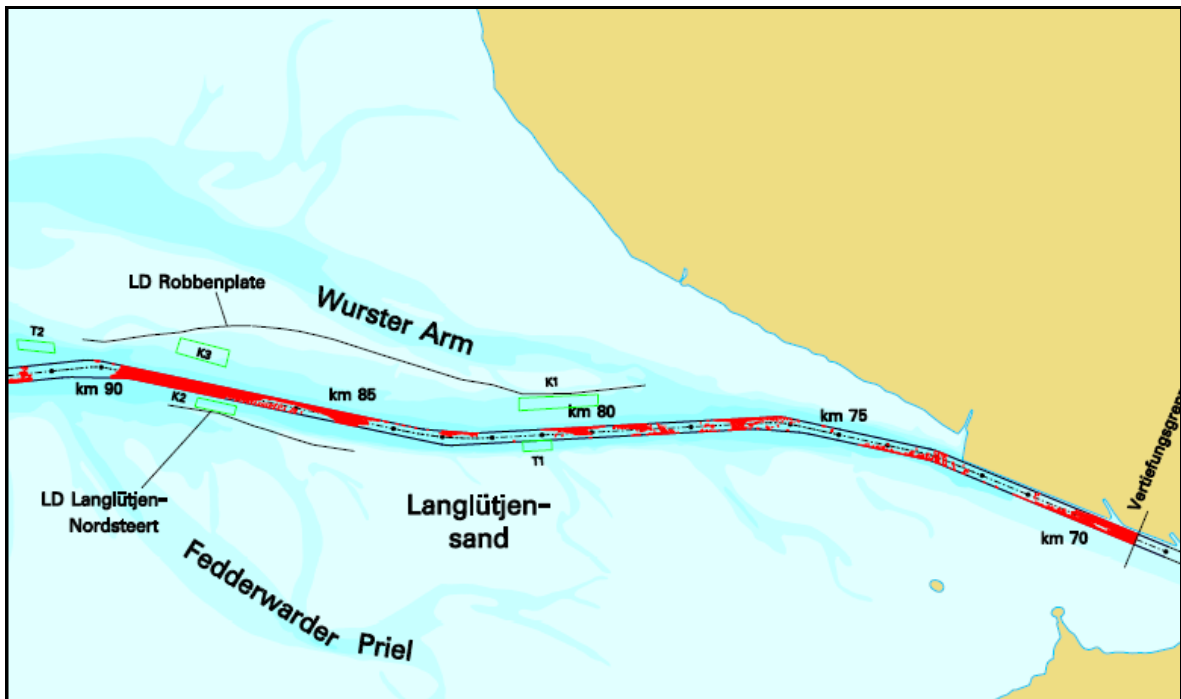 LD Robbenplate
Wurster Arm
T2
K3
K1
km 90
K2
km 85
km 80
km 75
T1
LD Langlütjen-
Nordsteert
Langlütjen-
sand
km 70
Fedderwarder Priel